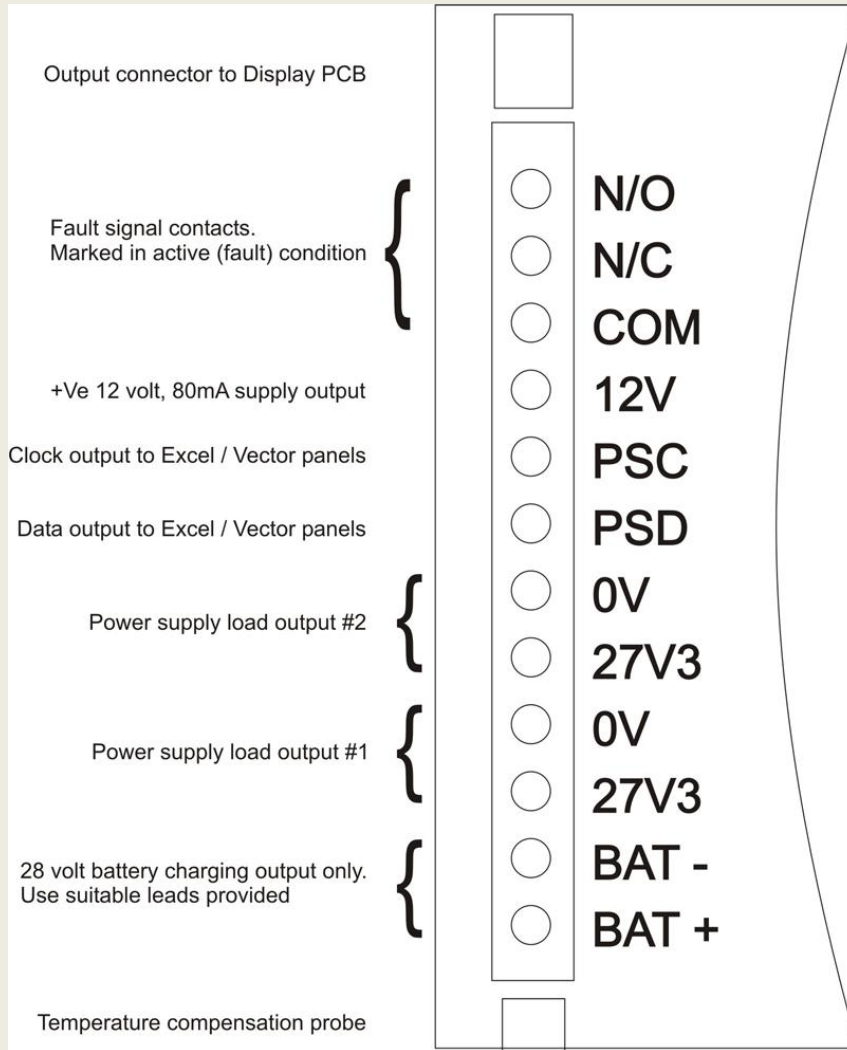 Output connector to Display PCB
N/O
Fault signal contacts.
Marked in active (fault) condition
N/C
COM
+Ve 12 volt, 80mA supply output
12V
Clock output to Excel / Vector panels
PSC
Data output to Excel / Vector panels
PSD
0V
Power supply load output #2
27V3
0V
Power supply load output #1
27V3
28 volt battery charging output only.
Use suitable leads provided
BAT -
BAT +
Temperature compensation probe